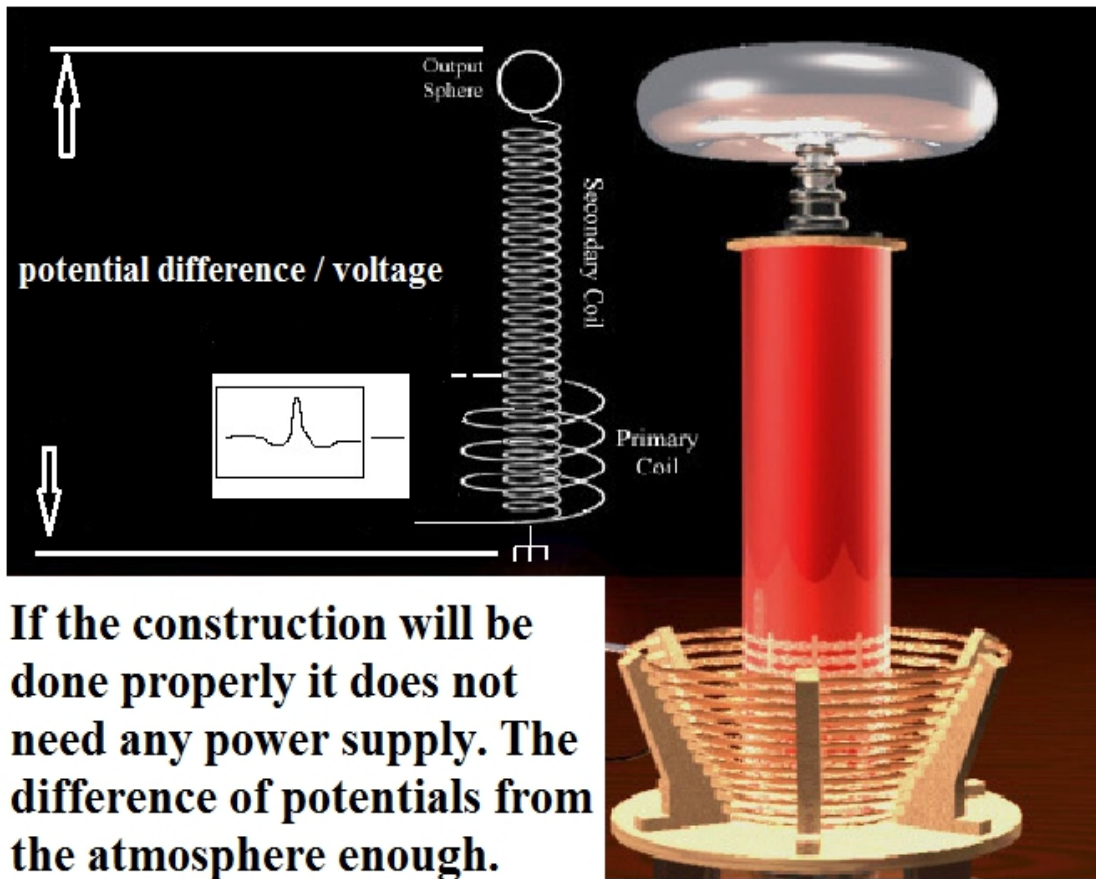 Output
Sphere
Secondary Coil
potential difference / voltage
Primary
Coil
If the construction will be
done properly it does not
need any power supply. The
difference of potentials from
the atmosphere enough.